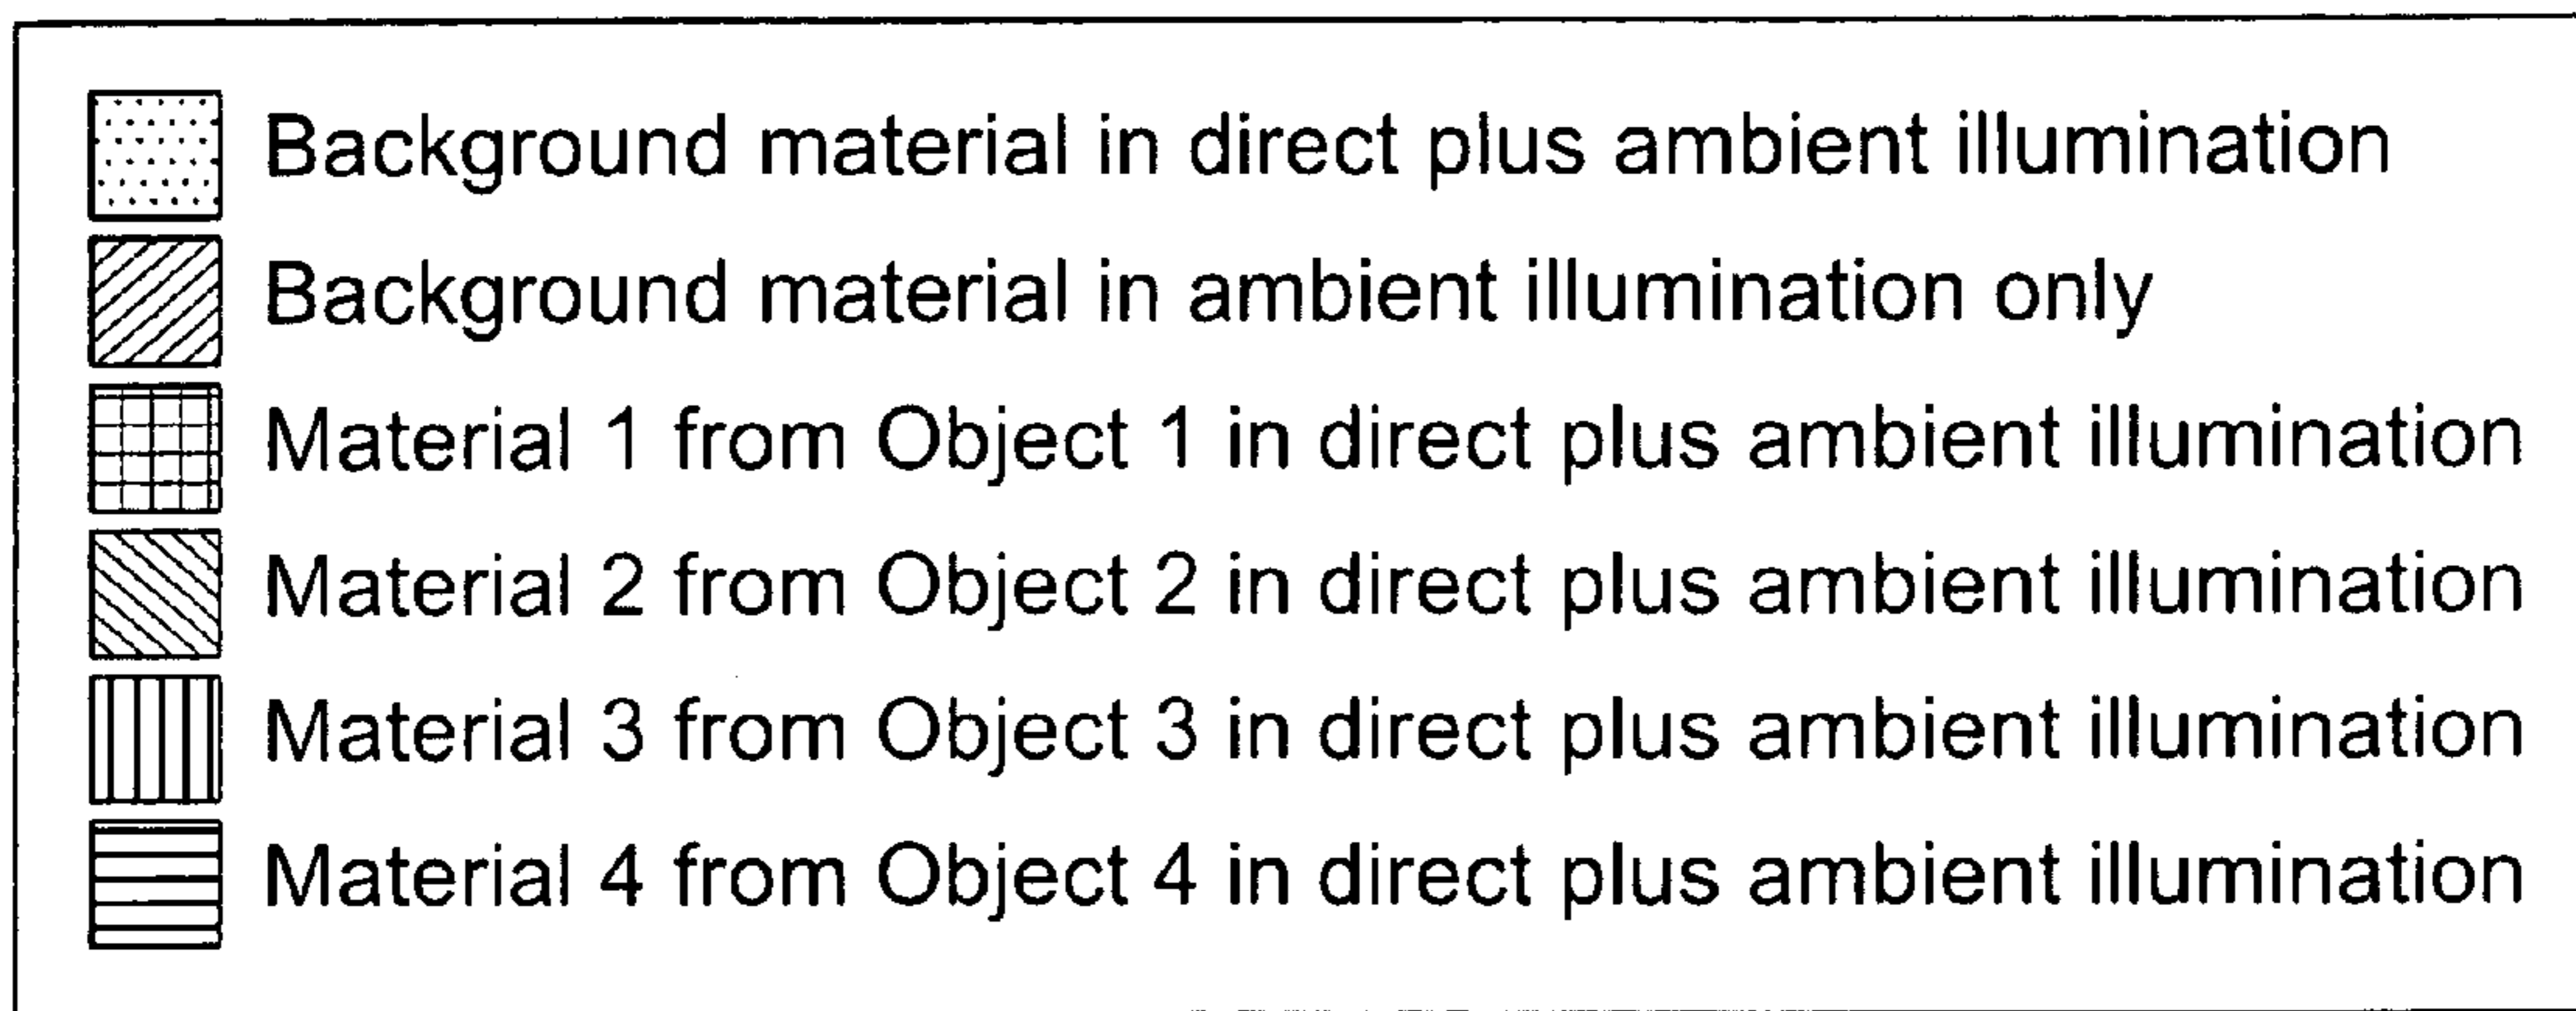 Background material in direct plus ambient illumination
Background material in ambient illumination only
Material 1 from Object 1 in direct plus ambient illumination
Material 2 from Object 2 in direct plus ambient illumination
Material 3 from Object 3 in direct plus ambient illumination
Material 4 from Object 4 in direct plus ambient illumination